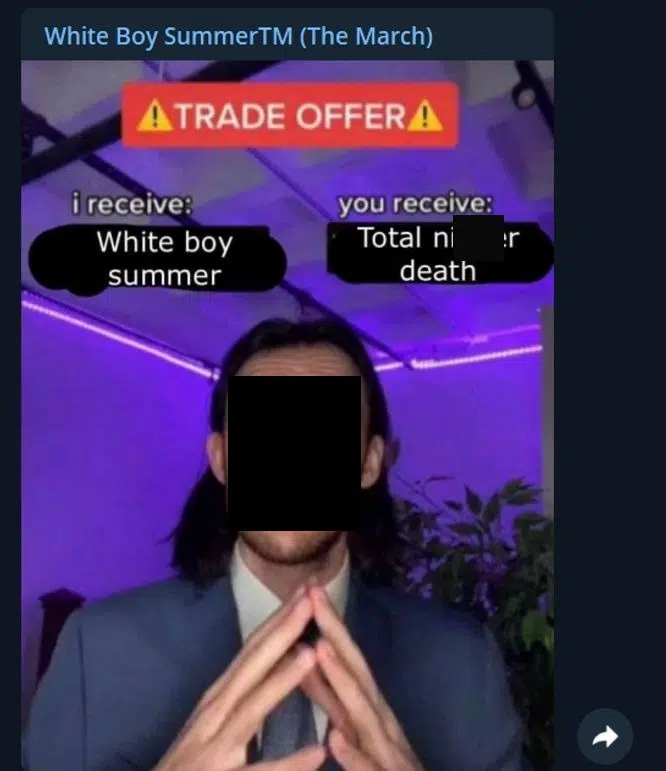 White Boy SummerTM (The March)
⚠️TRADE OFFER⚠️
i receive:
White boy
summer
you receive:
Total
death